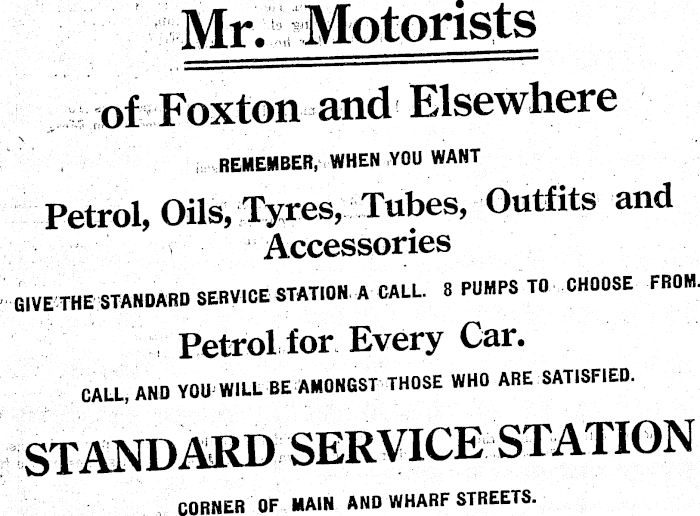 Mr. Motorists
of Foxton and Elsewhere
REMEMBER, WHEN YOU WANT
Petrol, Oils, Tyres, Tubes, Outfits and
Accessories
GIVE THE STANDARD SERVICE STATION A CALL. 8 PUMPS TO CHOOSE FROM.
Petrol for Every Car.
CALL, AND YOU WILL BE AMONGST THOSE WHO ARE SATISFIED.
STANDARD SERVICE STATION
CORNER OF MAIN AND WHARF STREETS.